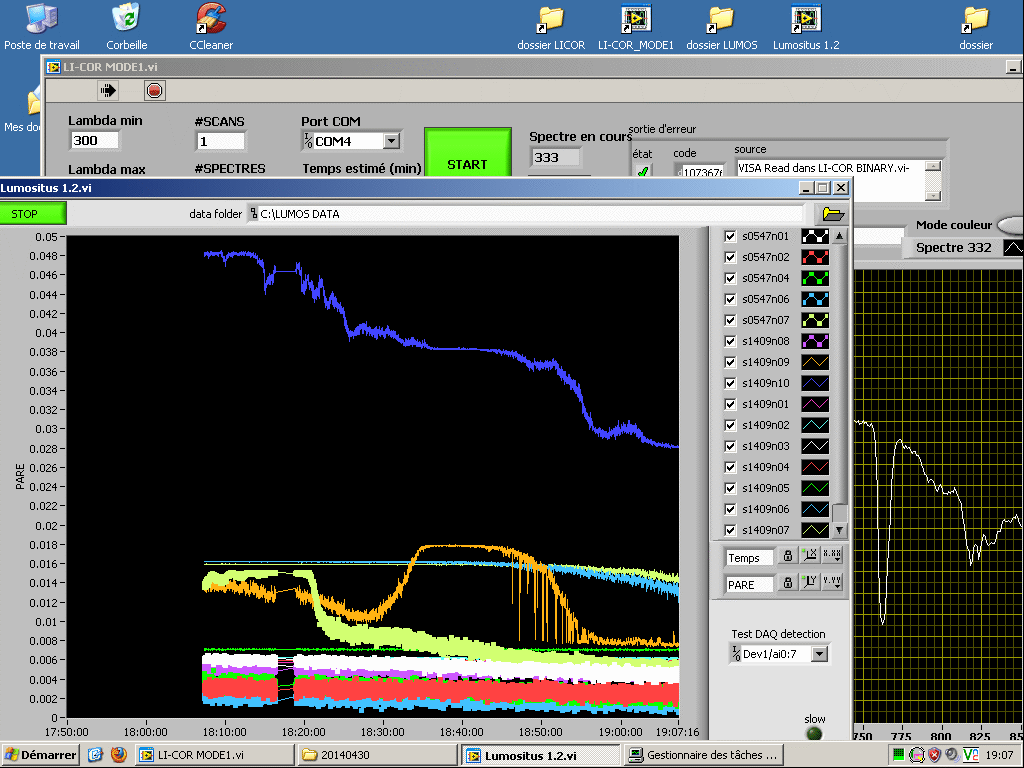 Poste de travail
Corbeille
CCleaner
dossier LICOR
LI-COR_MODE1
dossier LUMOS
Lumositus 1.2
dossier
Mes do
LI-COR MODE1.vi
Lambda min
#SCANS
Port COM
300
1
COM4
START
Spectre en cours
333
sortie d'erreur
état
code
source
107367
VISA Read dans LI-COR BINARY.vi-
Lambda max
#SPECTRES
Temps estimé (min)
Mode couleur
Spectre 332
Lumositus 1.2.vi
STOP
data folder
C:\LUMOS DATA
0.05
0.048
0.046
0.044
0.042
0.04
0.038
0.036
0.034
0.032
0.03
0.028
0.026
0.024
0.022
0.02
0.018
0.016
0.014
0.012
0.01
0.008
0.006
0.004
0.002
0
PARE
17:50:00
18:00:00
18:10:00
18:20:00
18:30:00
18:40:00
18:50:00
19:00:00
19:07:16
s0547n01
s0547n02
s0547n04
s0547n06
s0547n07
s1409n08
s1409n09
s1409n10
s1409n01
s1409n02
s1409n03
s1409n04
s1409n05
s1409n06
s1409n07
Temps
X
X.XX
PARE
Y
Y.YY
Test DAQ detection
Dev1/ai0:7
slow
750
775
800
825
85
Démarrer
LI-COR MODE1.vi
20140430
Lumositus 1.2.vi
Gestionnaire des tâches ...
19:07